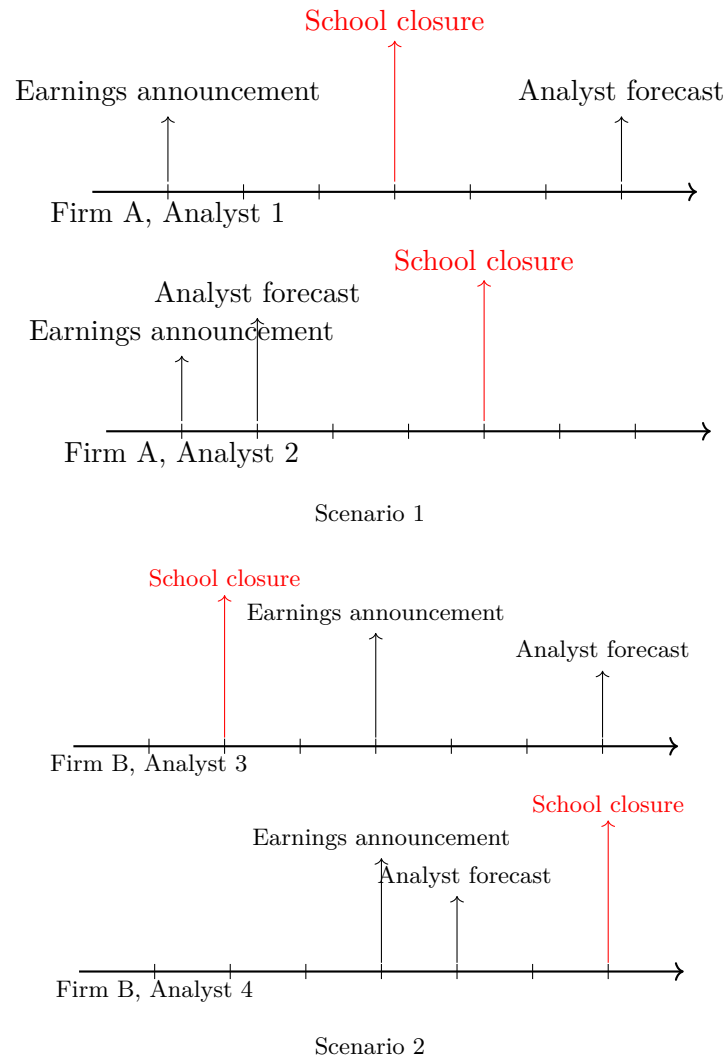 School closure
Earnings announcement
Analyst forecast
Firm A, Analyst 1
School closure
Analyst forecast
Earnings announcement
Firm A, Analyst 2
Scenario 1
School closure
Earnings announcement
Analyst forecast
Firm B, Analyst 3
School closure
Earnings announcement
Analyst forecast
Firm B, Analyst 4
Scenario 2